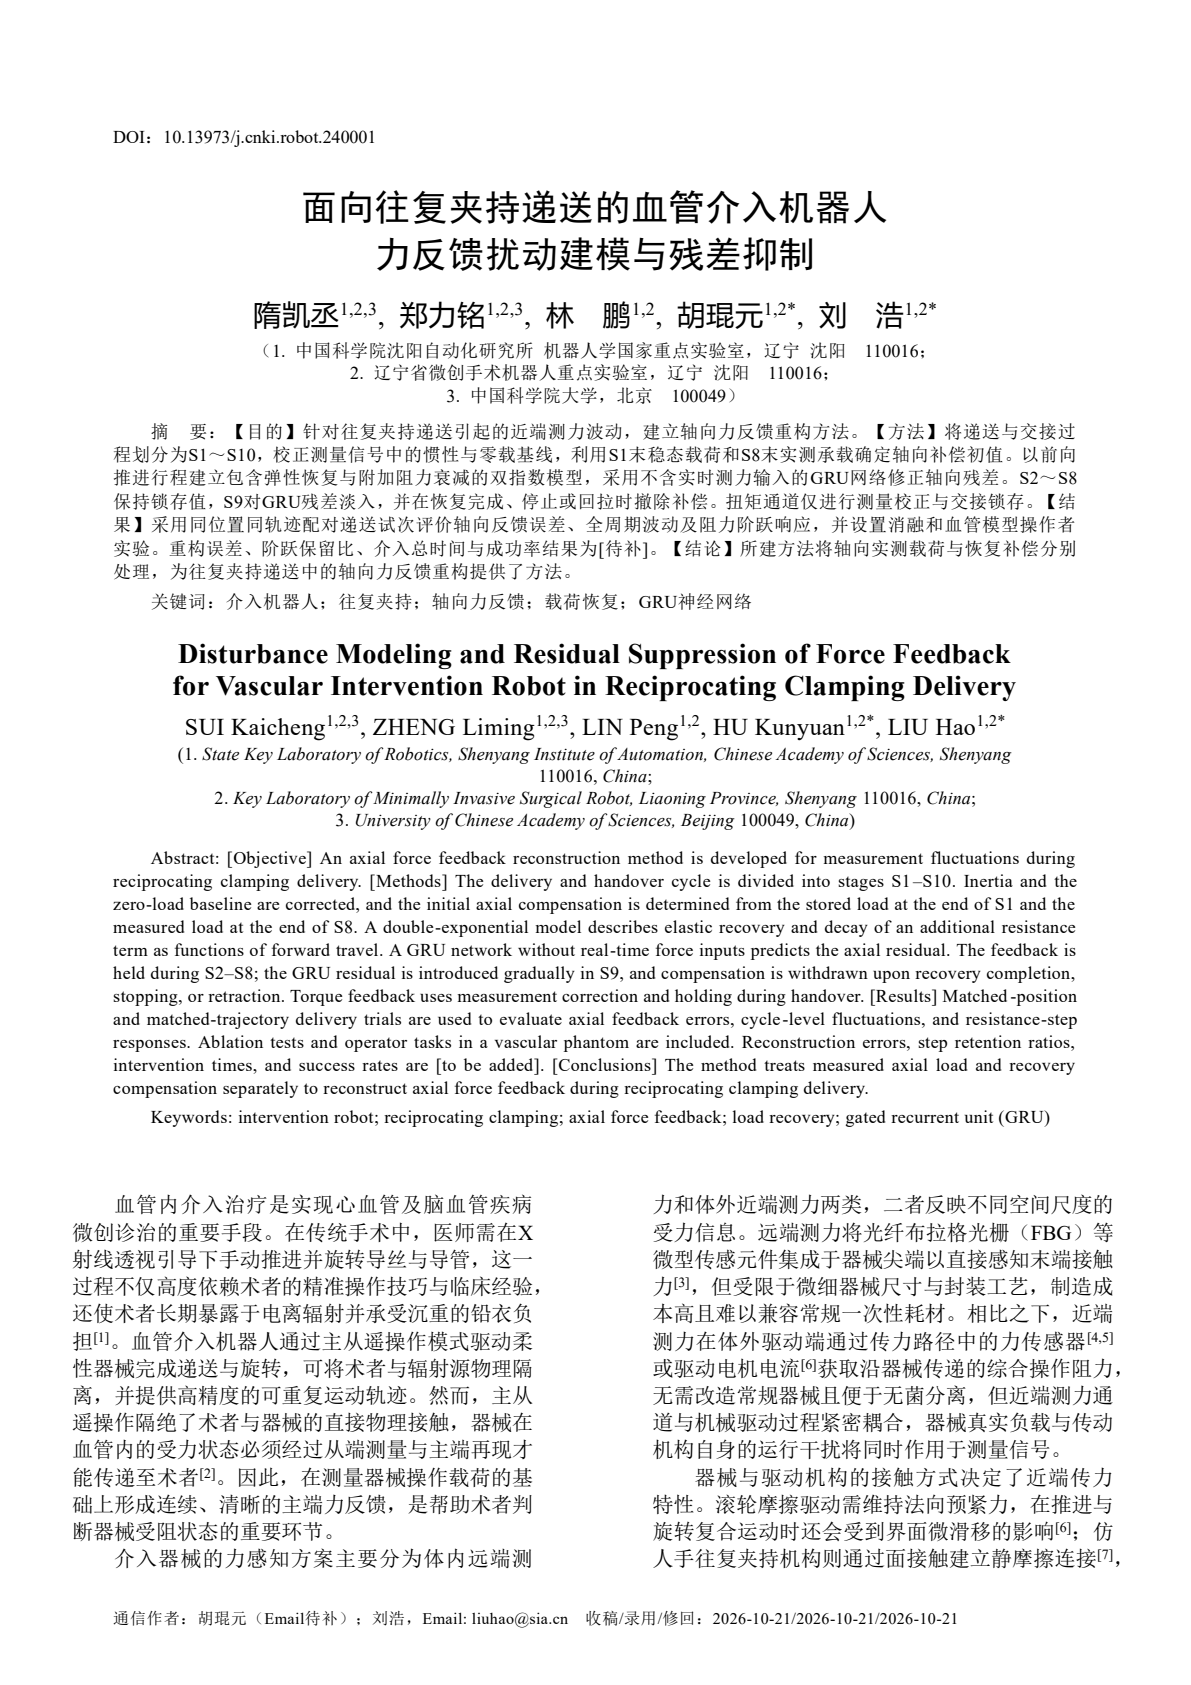 DOI：10.13973/j.cnki.robot.240001
面向往复夹持递送的血管介入机器人
力反馈扰动建模与残差抑制
隋凯丞1,2,3, 郑力铭1,2,3, 林　鹏1,2, 胡琨元1,2*, 刘　浩1,2*
（1. 中国科学院沈阳自动化研究所 机器人学国家重点实验室，辽宁 沈阳　110016；
2. 辽宁省微创手术机器人重点实验室，辽宁 沈阳　110016；
3. 中国科学院大学，北京　100049）
摘　要：【目的】针对往复夹持递送引起的近端测力波动，建立轴向力反馈重构方法。【方法】将递送与交接过
程划分为S1～S10，校正测量信号中的惯性与零载基线，利用S1末稳态载荷和S8末实测承载确定轴向补偿初值。以前向
推进行程建立包含弹性恢复与附加阻力衰减的双指数模型，采用不含实时测力输入的GRU网络修正轴向残差。S2～S8
保持锁存值，S9对GRU残差淡入，并在恢复完成、停止或回拉时撤除补偿。扭矩通道仅进行测量校正与交接锁存。【结
果】采用同位置同轨迹配对递送试次评价轴向反馈误差、全周期波动及阻力阶跃响应，并设置消融和血管模型操作者
实验。重构误差、阶跃保留比、介入总时间与成功率结果为[待补]。【结论】所建方法将轴向实测载荷与恢复补偿分别
处理，为往复夹持递送中的轴向力反馈重构提供了方法。
关键词：介入机器人；往复夹持；轴向力反馈；载荷恢复；GRU神经网络
Disturbance Modeling and Residual Suppression of Force Feedback
for Vascular Intervention Robot in Reciprocating Clamping Delivery
SUI Kaicheng1,2,3, ZHENG Liming1,2,3, LIN Peng1,2, HU Kunyuan1,2*, LIU Hao1,2*
(1. State Key Laboratory of Robotics, Shenyang Institute of Automation, Chinese Academy of Sciences, Shenyang
110016, China;
2. Key Laboratory of Minimally Invasive Surgical Robot, Liaoning Province, Shenyang 110016, China;
3. University of Chinese Academy of Sciences, Beijing 100049, China)
Abstract: [Objective] An axial force feedback reconstruction method is developed for measurement fluctuations during
reciprocating clamping delivery. [Methods] The delivery and handover cycle is divided into stages S1–S10. Inertia and the
zero-load baseline are corrected, and the initial axial compensation is determined from the stored load at the end of S1 and the
measured load at the end of S8. A double-exponential model describes elastic recovery and decay of an additional resistance
term as functions of forward travel. A GRU network without real-time force inputs predicts the axial residual. The feedback is
held during S2–S8; the GRU residual is introduced gradually in S9, and compensation is withdrawn upon recovery completion,
stopping, or retraction. Torque feedback uses measurement correction and holding during handover. [Results] Matched-position
and matched-trajectory delivery trials are used to evaluate axial feedback errors, cycle-level fluctuations, and resistance-step
responses. Ablation tests and operator tasks in a vascular phantom are included. Reconstruction errors, step retention ratios,
intervention times, and success rates are [to be added]. [Conclusions] The method treats measured axial load and recovery
compensation separately to reconstruct axial force feedback during reciprocating clamping delivery.
Keywords: intervention robot; reciprocating clamping; axial force feedback; load recovery; gated recurrent unit (GRU)
血管内介入治疗是实现心血管及脑血管疾病
微创诊治的重要手段。在传统手术中，医师需在X
射线透视引导下手动推进并旋转导丝与导管，这一
过程不仅高度依赖术者的精准操作技巧与临床经验，
还使术者长期暴露于电离辐射并承受沉重的铅衣负
担[1]。血管介入机器人通过主从遥操作模式驱动柔
性器械完成递送与旋转，可将术者与辐射源物理隔
离，并提供高精度的可重复运动轨迹。然而，主从
遥操作隔绝了术者与器械的直接物理接触，器械在
血管内的受力状态必须经过从端测量与主端再现才
能传递至术者[2]。因此，在测量器械操作载荷的基
础上形成连续、清晰的主端力反馈，是帮助术者判
断器械受阻状态的重要环节。
介入器械的力感知方案主要分为体内远端测
力和体外近端测力两类，二者反映不同空间尺度的
受力信息。远端测力将光纤布拉格光栅（FBG）等
微型传感元件集成于器械尖端以直接感知末端接触
力[3]，但受限于微细器械尺寸与封装工艺，制造成
本高且难以兼容常规一次性耗材。相比之下，近端
测力在体外驱动端通过传力路径中的力传感器[4,5]
或驱动电机电流[6]获取沿器械传递的综合操作阻力，
无需改造常规器械且便于无菌分离，但近端测力通
道与机械驱动过程紧密耦合，器械真实负载与传动
机构自身的运行干扰将同时作用于测量信号。
器械与驱动机构的接触方式决定了近端传力
特性。滚轮摩擦驱动需维持法向预紧力，在推进与
旋转复合运动时还会受到界面微滑移的影响[6]；仿
人手往复夹持机构则通过面接触建立静摩擦连接[7]，
通信作者：胡琨元（Email待补）；刘浩，Email: liuhao@sia.cn　收稿/录用/修回：2026-10-21/2026-10-21/2026-10-21